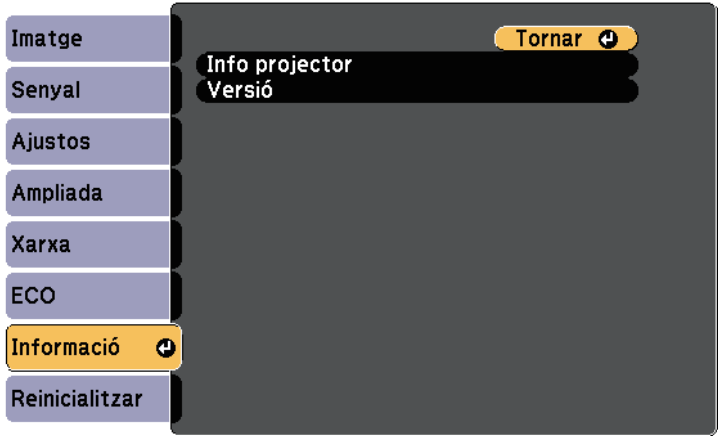 Imatge
Senyal
Ajustos
Ampliada
Xarxa
ECO
Informació
Reinicialitzar
Tornar
Info projector
Versió